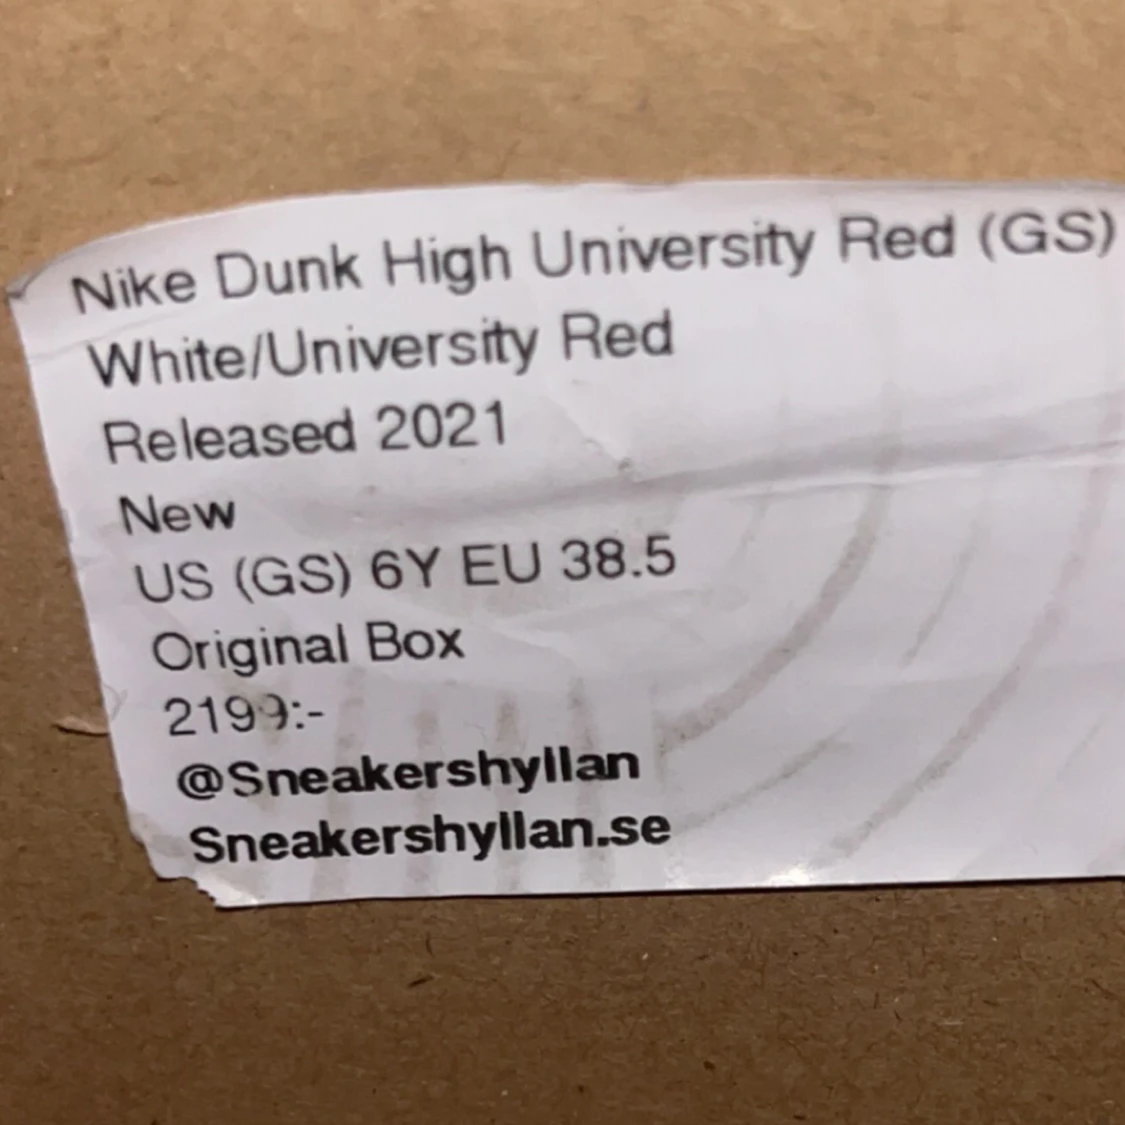 Nike Dunk High University Red (GS)
White/University Red
Released 2021
New
US (GS) 6Y EU 38.5
Original Box
2199:-
@Sneakershyllan
Sneakershyllan.se